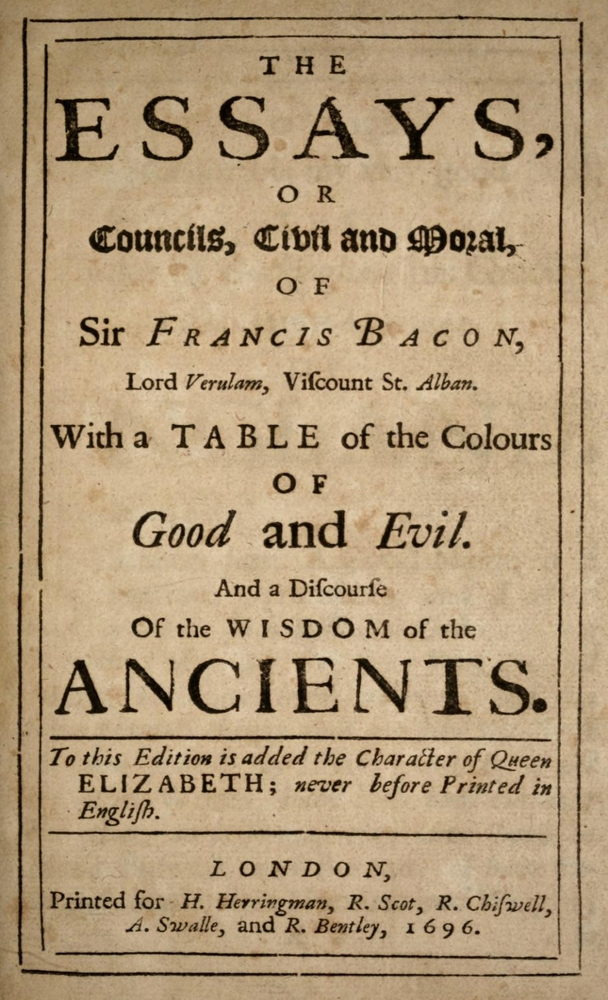 THE
ESSAYS,
OR
Councils, Civil and Moral,
OF
Sir FRANCIS BACON,
Lord Verulam, Viſcount St. Alban.
With a TABLE of the Colours
OF
Good and Evil.
And a Diſcourſe
Of the WISDOM of the
ANCIENTS.
To this Edition is added the Character of Queen
ELIZABETH; never before Printed in
Engliſh.
LONDON,
Printed for H. Herringman, R. Scot, R. Chiſwell,
A. Swalle, and R. Bentley, 1696.